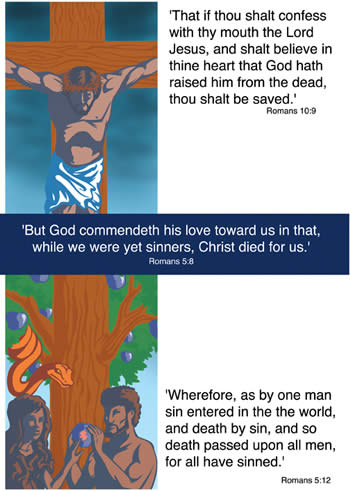 'That if thou shalt confess
with thy mouth the Lord
Jesus, and shalt believe in
thine heart that God hath
raised him from the dead,
thou shalt be saved.'
Romans 10:9
'But God commendeth his love toward us in that,
while we were yet sinners, Christ died for us.'
Romans 5:8
'Wherefore, as by one man
sin entered in the the world,
and death by sin, and so
death passed upon all men,
for all have sinned.'
Romans 5:12